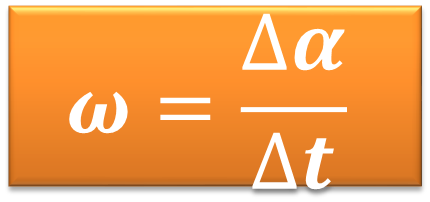 ω = Δα / Δt